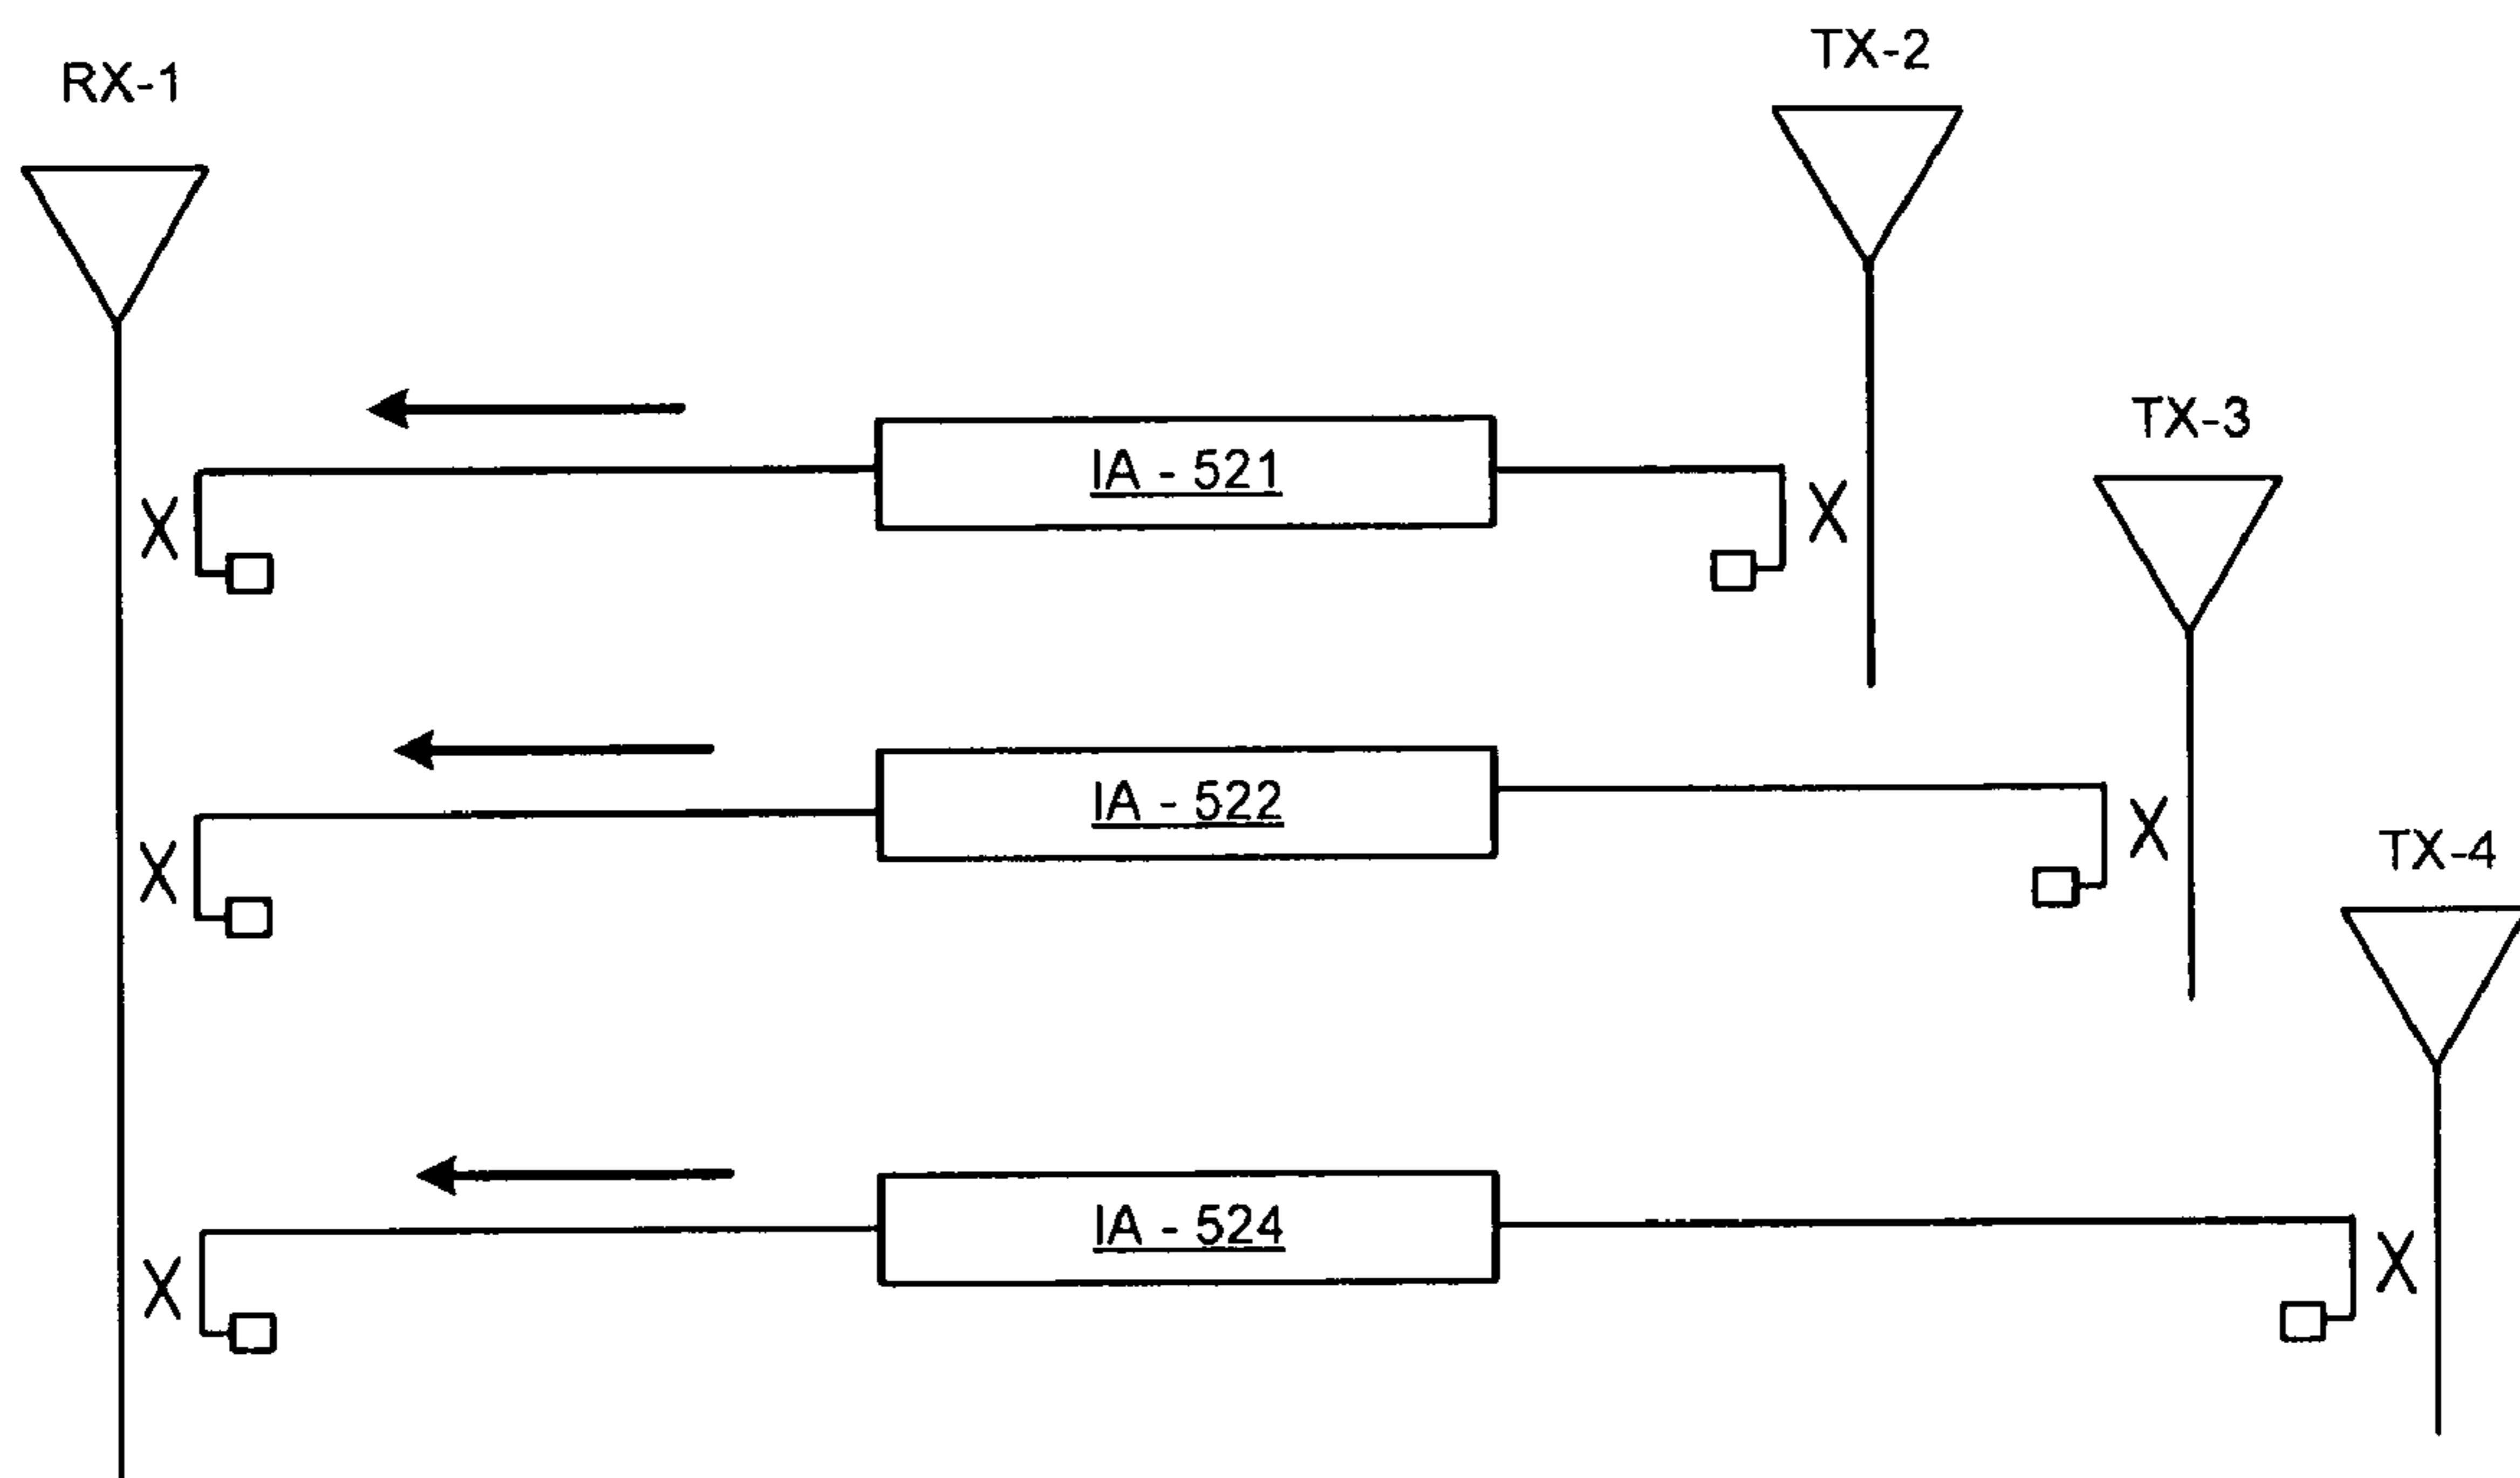 TX-2
RX-1
TX-3
IA - 521
X
X
IA - 522
X
X
TX-4
IA - 524
X
X